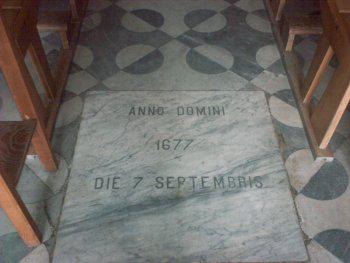 ANNO DOMINI
1677
DIE 7 SEPTEMBRIS